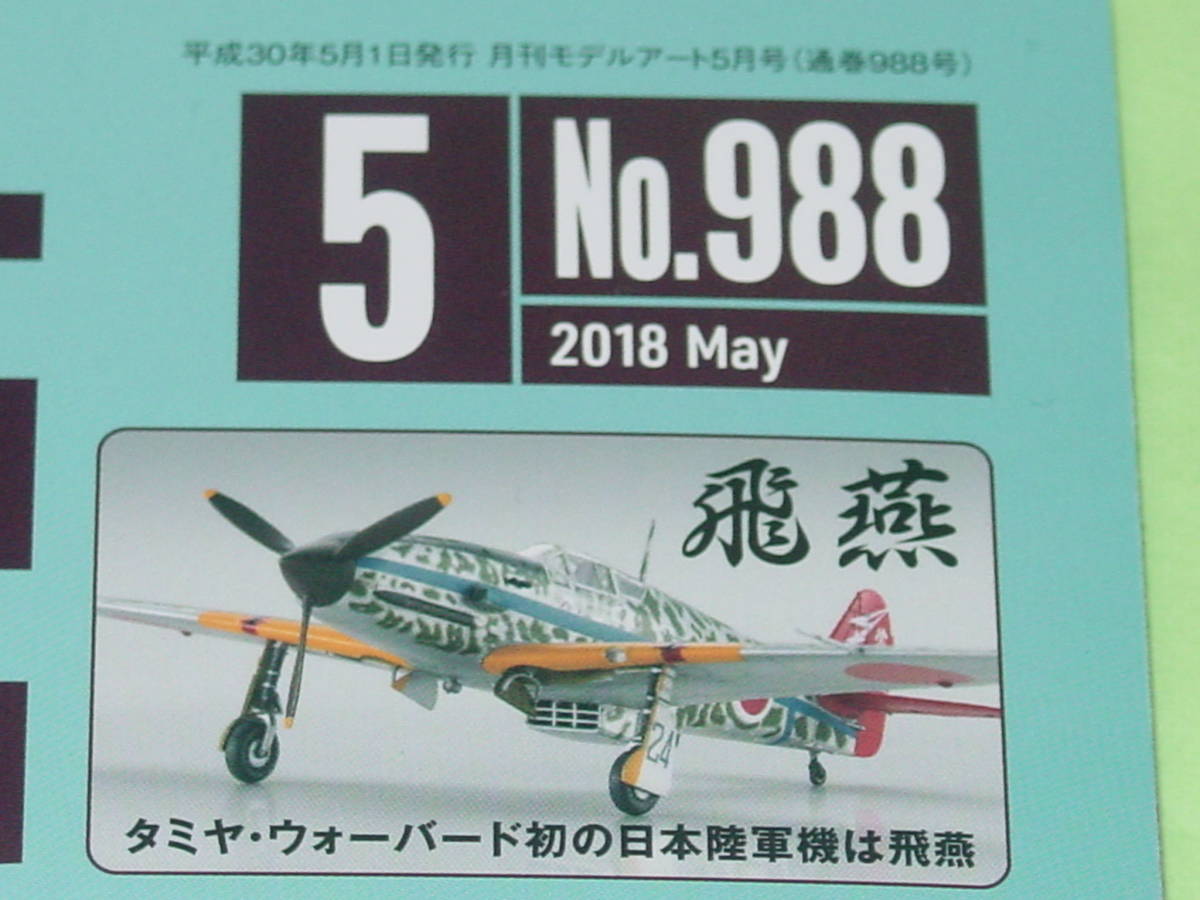 平成30年5月1日発行 月刊モデルアート5月号(通巻988号)
5
No.988
2018 May
飛燕
24
タミヤ・ウォーバード初の日本陸軍機は飛燕